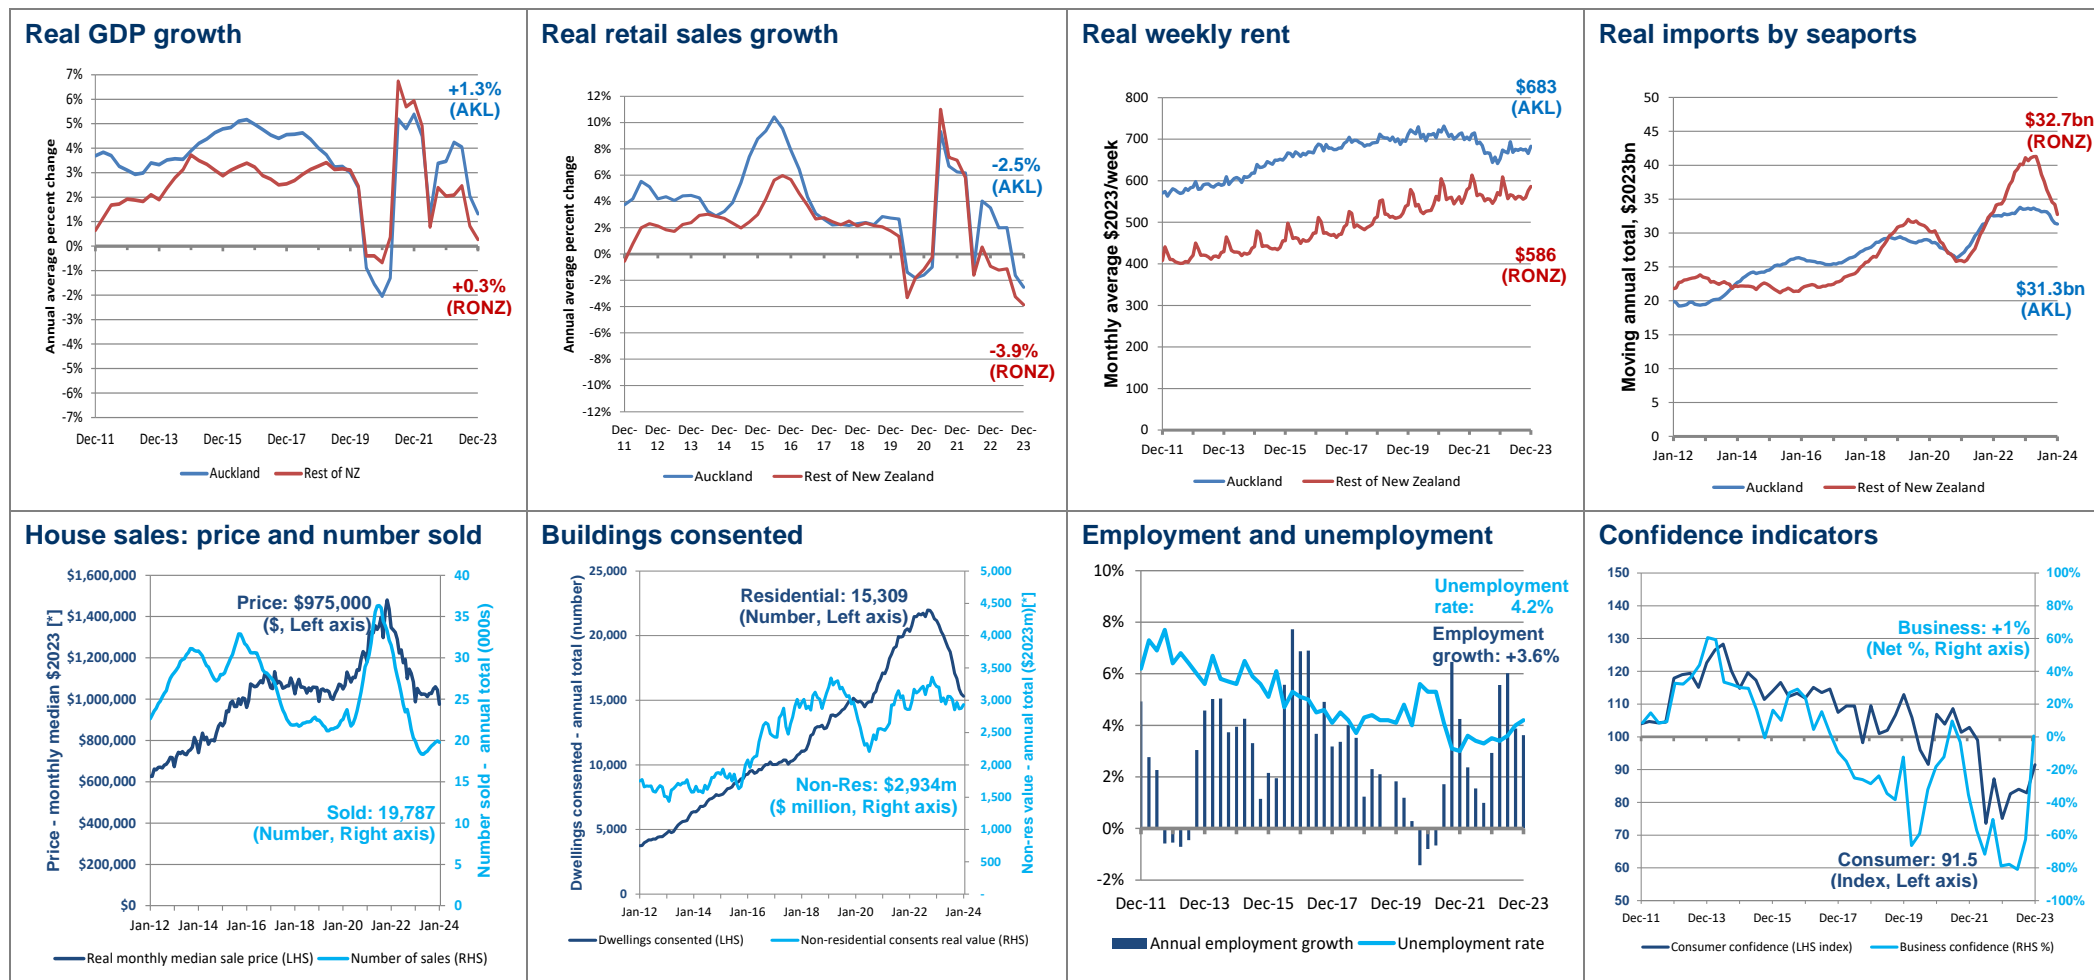 Real GDP growth
Annual average percent change
7%
6%
5%
4%
3%
2%
1%
0%
-1%
-2%
-3%
-4%
-5%
-6%
-7%
+1.3%
(AKL)
+0.3%
(RONZ)
Dec-11 Dec-13 Dec-15 Dec-17 Dec-19 Dec-21 Dec-23
Auckland Rest of NZ
Real retail sales growth
Annual average percent change
12%
10%
8%
6%
4%
2%
0%
-2%
-4%
-6%
-8%
-10%
-12%
-2.5%
(AKL)
-3.9%
(RONZ)
Dec- Dec- Dec- Dec- Dec- Dec- Dec- Dec- Dec- Dec- Dec- Dec- Dec-
11 12 13 14 15 16 17 18 19 20 21 22 23
Auckland Rest of New Zealand
Real weekly rent
Monthly average $2023/week
800
700
600
500
400
300
200
100
0
$683
(AKL)
$586
(RONZ)
Dec-11 Dec-13 Dec-15 Dec-17 Dec-19 Dec-21 Dec-23
Auckland Rest of New Zealand
Real imports by seaports
Moving annual total, $2023bn
50
45
40
35
30
25
20
15
10
5
0
$32.7bn
(RONZ)
$31.3bn
(AKL)
Jan-12 Jan-14 Jan-16 Jan-18 Jan-20 Jan-22 Jan-24
Auckland Rest of New Zealand
House sales: price and number sold
Price - monthly median $2023 [*]
$1,600,000
$1,400,000
$1,200,000
$1,000,000
$800,000
$600,000
$400,000
$200,000
$0
Price: $975,000
($, Left axis)
Sold: 19,787
(Number, Right axis)
40
35
30
25
20
15
10
5
0
Number sold - annual total (000s)
Jan-12 Jan-14 Jan-16 Jan-18 Jan-20 Jan-22 Jan-24
Real monthly median sale price (LHS) Number of sales (RHS)
Buildings consented
Dwellings consented - annual total (number)
25,000
20,000
15,000
10,000
5,000
0
Residential: 15,309
(Number, Left axis)
Non-Res: $2,934m
($ million, Right axis)
5,000
4,500
4,000
3,500
3,000
2,500
2,000
1,500
1,000
500
-
Non-res value - annual total ($2023m)[*]
Jan-12 Jan-14 Jan-16 Jan-18 Jan-20 Jan-22 Jan-24
Dwellings consented (LHS) Non-residential consents real value (RHS)
Employment and unemployment
10%
8%
6%
4%
2%
0%
-2%
Unemployment
rate: 4.2%
Employment
growth: +3.6%
Dec-11 Dec-13 Dec-15 Dec-17 Dec-19 Dec-21 Dec-23
Annual employment growth Unemployment rate
Confidence indicators
150
140
130
120
110
100
90
80
70
60
50
Business: +1%
(Net %, Right axis)
Consumer: 91.5
(Index, Left axis)
100%
80%
60%
40%
20%
0%
-20%
-40%
-60%
-80%
-100%
Dec-11 Dec-13 Dec-15 Dec-17 Dec-19 Dec-21 Dec-23
Consumer confidence (LHS index) Business confidence (RHS %)